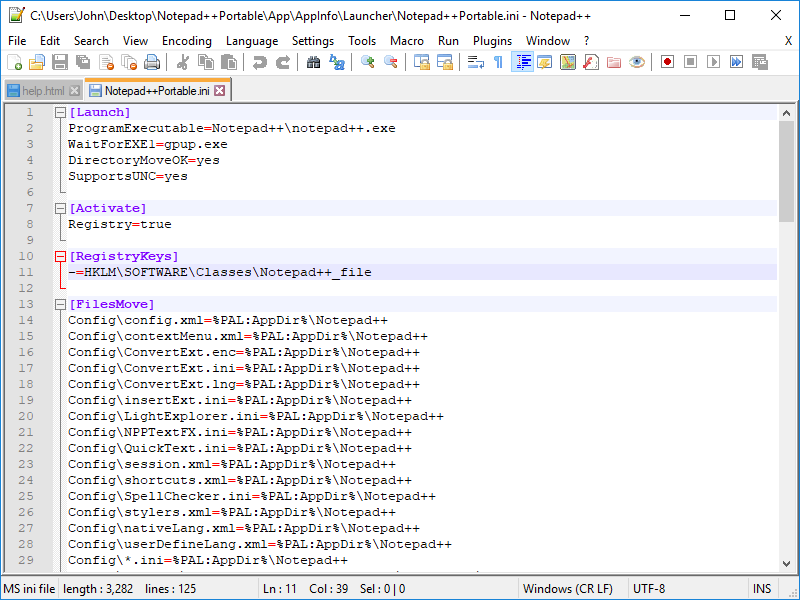 C:\Users\John\Desktop\Notepad++Portable\App\AppInfo\Launcher\Notepad++Portable.ini - Notepad++
File Edit Search View Encoding Language Settings Tools Macro Run Plugins Window ? X
help.html Notepad++Portable.ini
1 [Launch]
2 ProgramExecutable=Notepad++\notepad++.exe
3 WaitForEXE1=gpup.exe
4 DirectoryMoveOK=yes
5 SupportsUNC=yes
6
7 [Activate]
8 Registry=true
9
10 [RegistryKeys]
11 -=HKLM\SOFTWARE\Classes\Notepad++_file
12
13 [FilesMove]
14 Config\config.xml=%PAL:AppDir%\Notepad++
15 Config\contextMenu.xml=%PAL:AppDir%\Notepad++
16 Config\ConvertExt.enc=%PAL:AppDir%\Notepad++
17 Config\ConvertExt.ini=%PAL:AppDir%\Notepad++
18 Config\ConvertExt.lng=%PAL:AppDir%\Notepad++
19 Config\insertExt.ini=%PAL:AppDir%\Notepad++
20 Config\LightExplorer.ini=%PAL:AppDir%\Notepad++
21 Config\NPPTextFX.ini=%PAL:AppDir%\Notepad++
22 Config\QuickText.ini=%PAL:AppDir%\Notepad++
23 Config\session.xml=%PAL:AppDir%\Notepad++
24 Config\shortcuts.xml=%PAL:AppDir%\Notepad++
25 Config\SpellChecker.ini=%PAL:AppDir%\Notepad++
26 Config\stylers.xml=%PAL:AppDir%\Notepad++
27 Config\nativeLang.xml=%PAL:AppDir%\Notepad++
28 Config\userDefineLang.xml=%PAL:AppDir%\Notepad++
29 Config\*.ini=%PAL:AppDir%\Notepad++
MS ini file length : 3,282 lines : 125 Ln : 11 Col : 39 Sel : 0 | 0 Windows (CR LF) UTF-8 INS